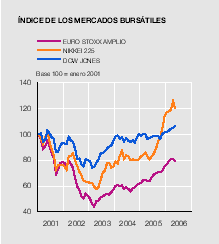 ÍNDICE DE LOS MERCADOS BURSÁTILES
EURO STOXX AMPLIO
NIKKEI 225
DOW JONES
Base 100 = enero 2001
140
120
100
80
60
40
2001 2002 2003 2004 2005 2006